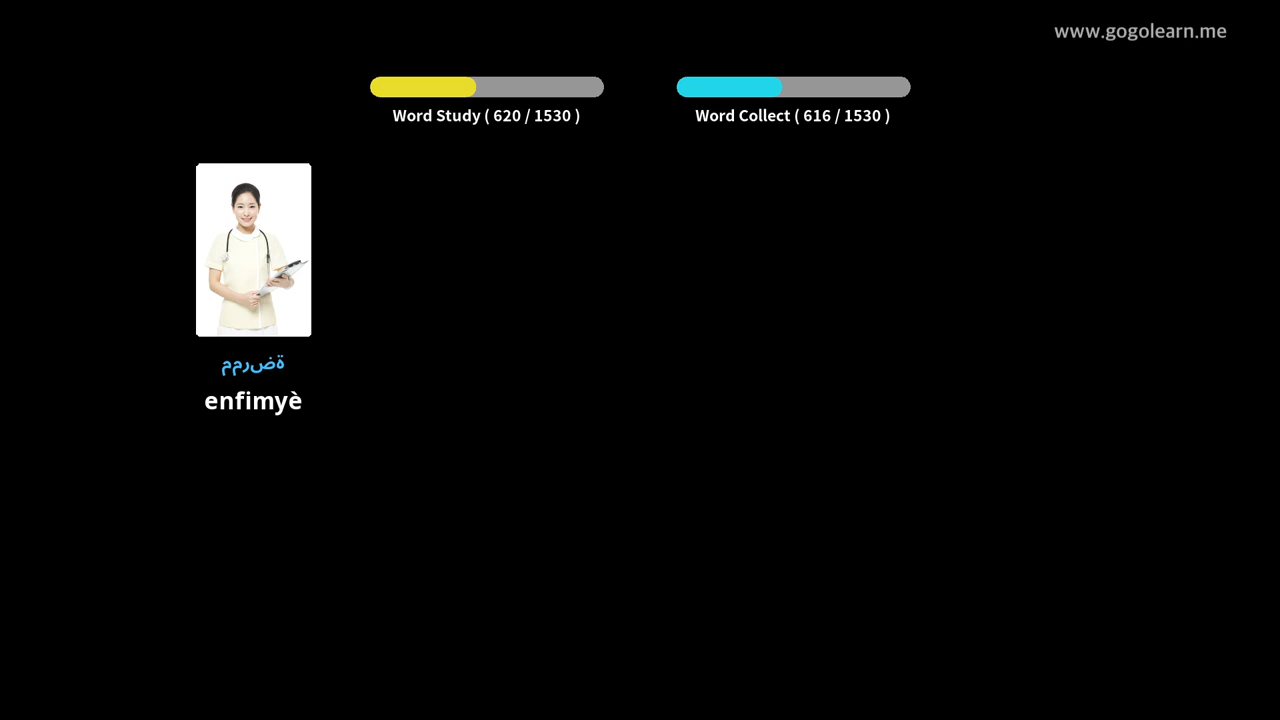 www.gogolearn.me
Word Study ( 620 / 1530 )
Word Collect ( 616 / 1530 )
ممرضة
enfimyè